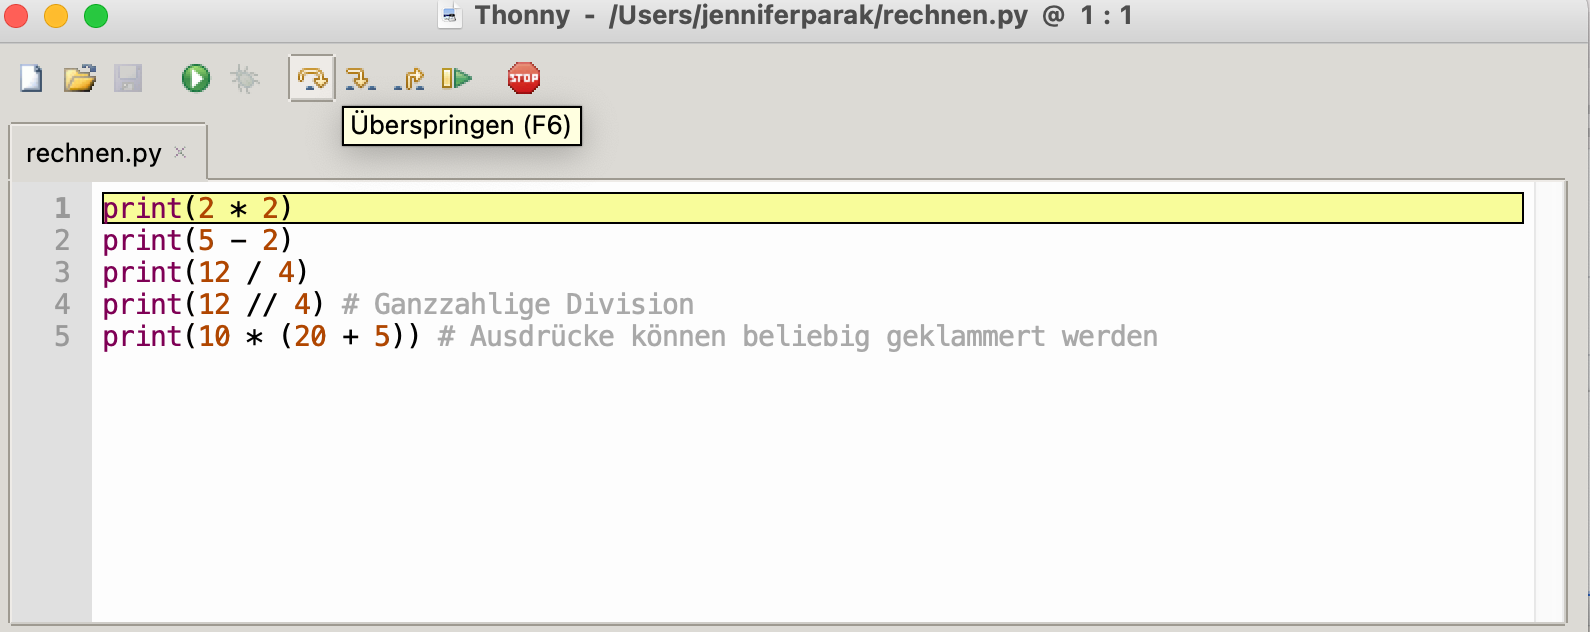 Thonny - /Users/jenniferparak/rechnen.py @ 1 : 1
STOP
Überspringen (F6)
rechnen.py ×
1 print(2 * 2)
2 print(5 - 2)
3 print(12 / 4)
4 print(12 // 4) # Ganzzahlige Division
5 print(10 * (20 + 5)) # Ausdrücke können beliebig geklammert werden